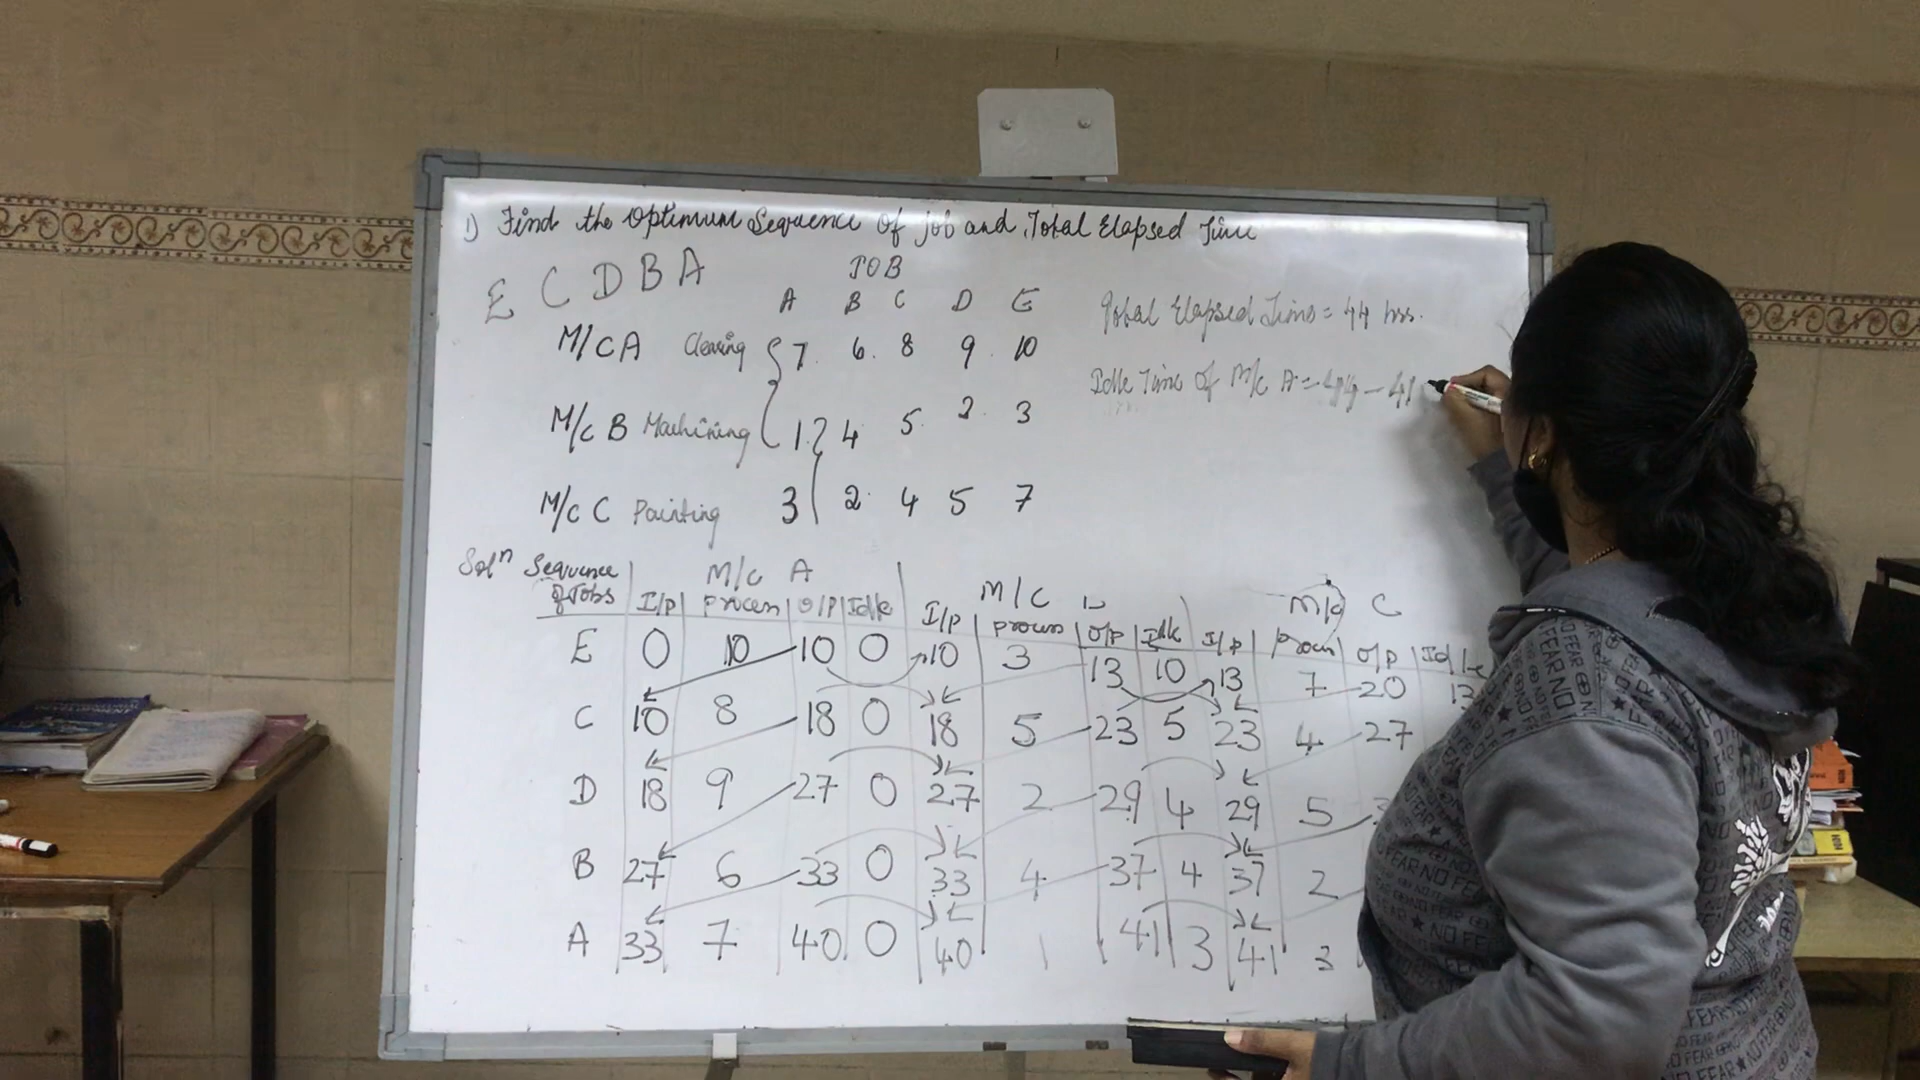 1) Find the Optimum Sequence of job and Total Elapsed Time
E C D B A
JOB
A B C D E
M/C A 7 6 8 9 10
M/C B Machining 1 4 5 2 3
M/C C Painting 3 2 4 5 7
Total Elapsed Time = 44 hrs.
Idle Time of M/c A = 44 - 41
Solⁿ Sequence of Jobs M/C A M/C M/C C
I/P process O/P Idle I/P process O/P Idle I/P process O/P Idle
E 0 10 10 0 10 3 13 10 13 7 20 13
C 10 8 18 0 18 5 23 5 23 4 27
D 18 9 27 0 27 2 29 4 29 5
B 27 6 33 0 33 4 37 4 37 2
A 33 7 40 0 40 1 41 3 41 3
NO FEAR